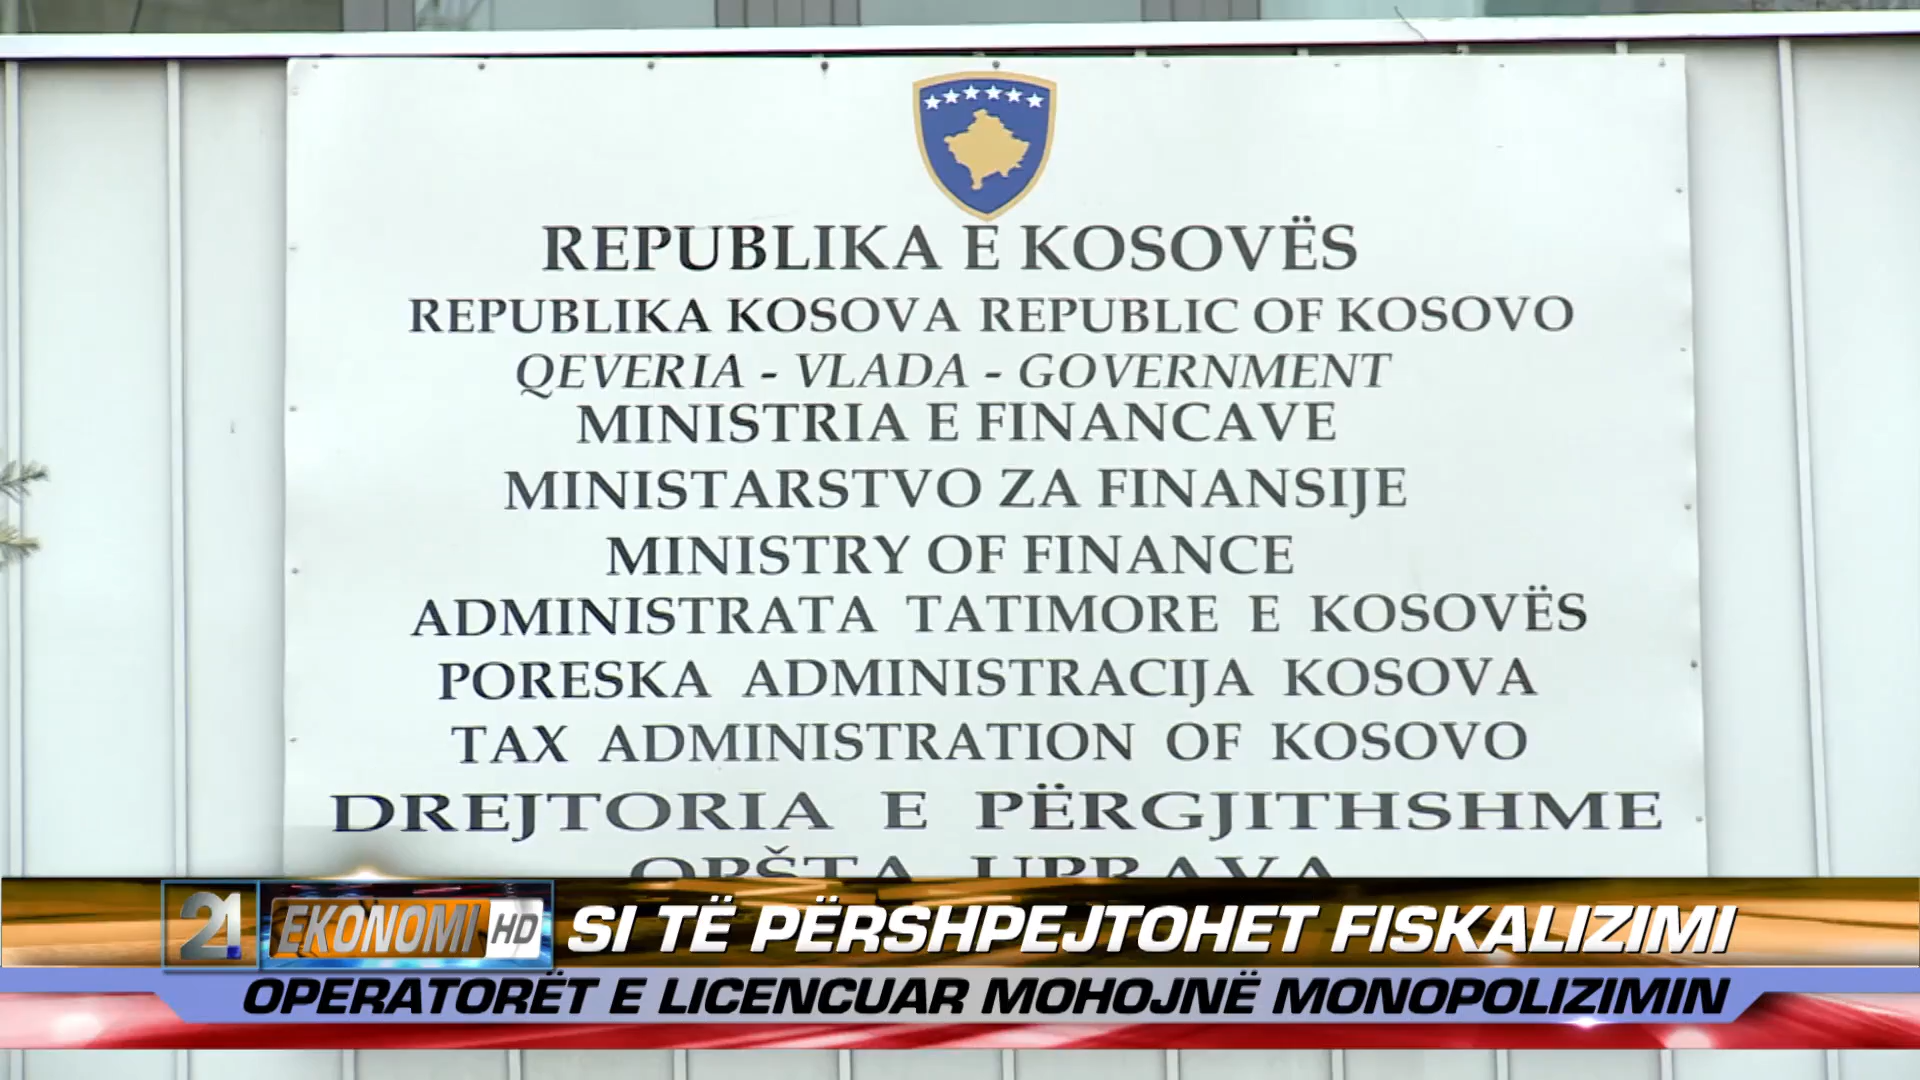 REPUBLIKA E KOSOVËS
REPUBLIKA KOSOVA REPUBLIC OF KOSOVO
QEVERIA - VLADA - GOVERNMENT
MINISTRIA E FINANCAVE
MINISTARSTVO ZA FINANSIJE
MINISTRY OF FINANCE
ADMINISTRATA TATIMORE E KOSOVËS
PORESKA ADMINISTRACIJA KOSOVA
TAX ADMINISTRATION OF KOSOVO
DREJTORIA E PËRGJITHSHME
OPŠTA UPRAVA
21 EKONOMI HD SI TË PËRSHPEJTOHET FISKALIZIMI
OPERATORËT E LICENCUAR MOHOJNË MONOPOLIZIMIN